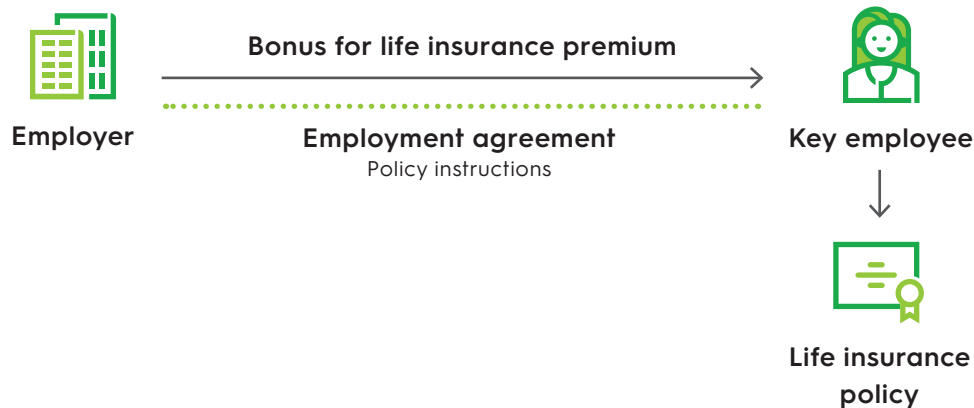 Bonus for life insurance premium
Employer
Employment agreement
Policy instructions
Key employee
Life insurance
policy